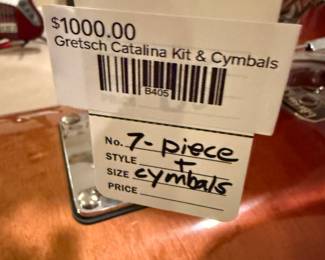 $1000.00
Gretsch Catalina Kit & Cymbals
B405
No. 7-piece
STYLE +
SIZE cymbals
PRICE